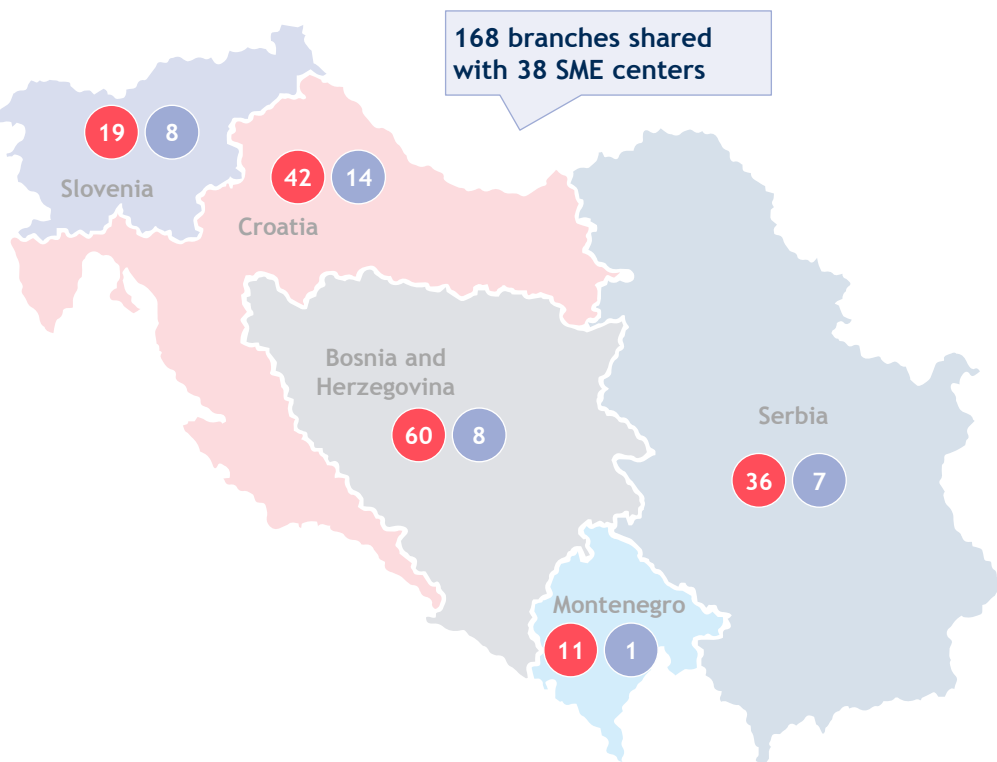 168 branches shared
with 38 SME centers
19 8
Slovenia
42 14
Croatia
Bosnia and
Herzegovina
60 8
Serbia
36 7
Montenegro
11 1